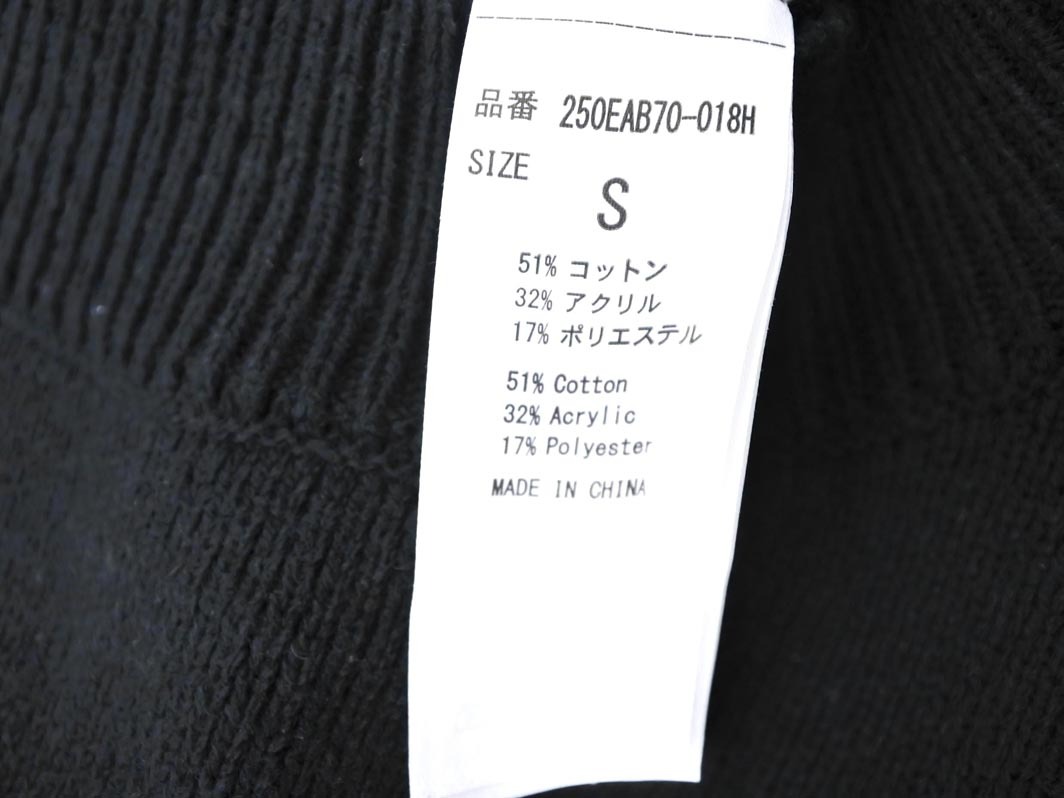 品番 250EAB70-018H
SIZE
S
51% コットン
32% アクリル
17% ポリエステル
51% Cotton
32% Acrylic
17% Polyester
MADE IN CHINA